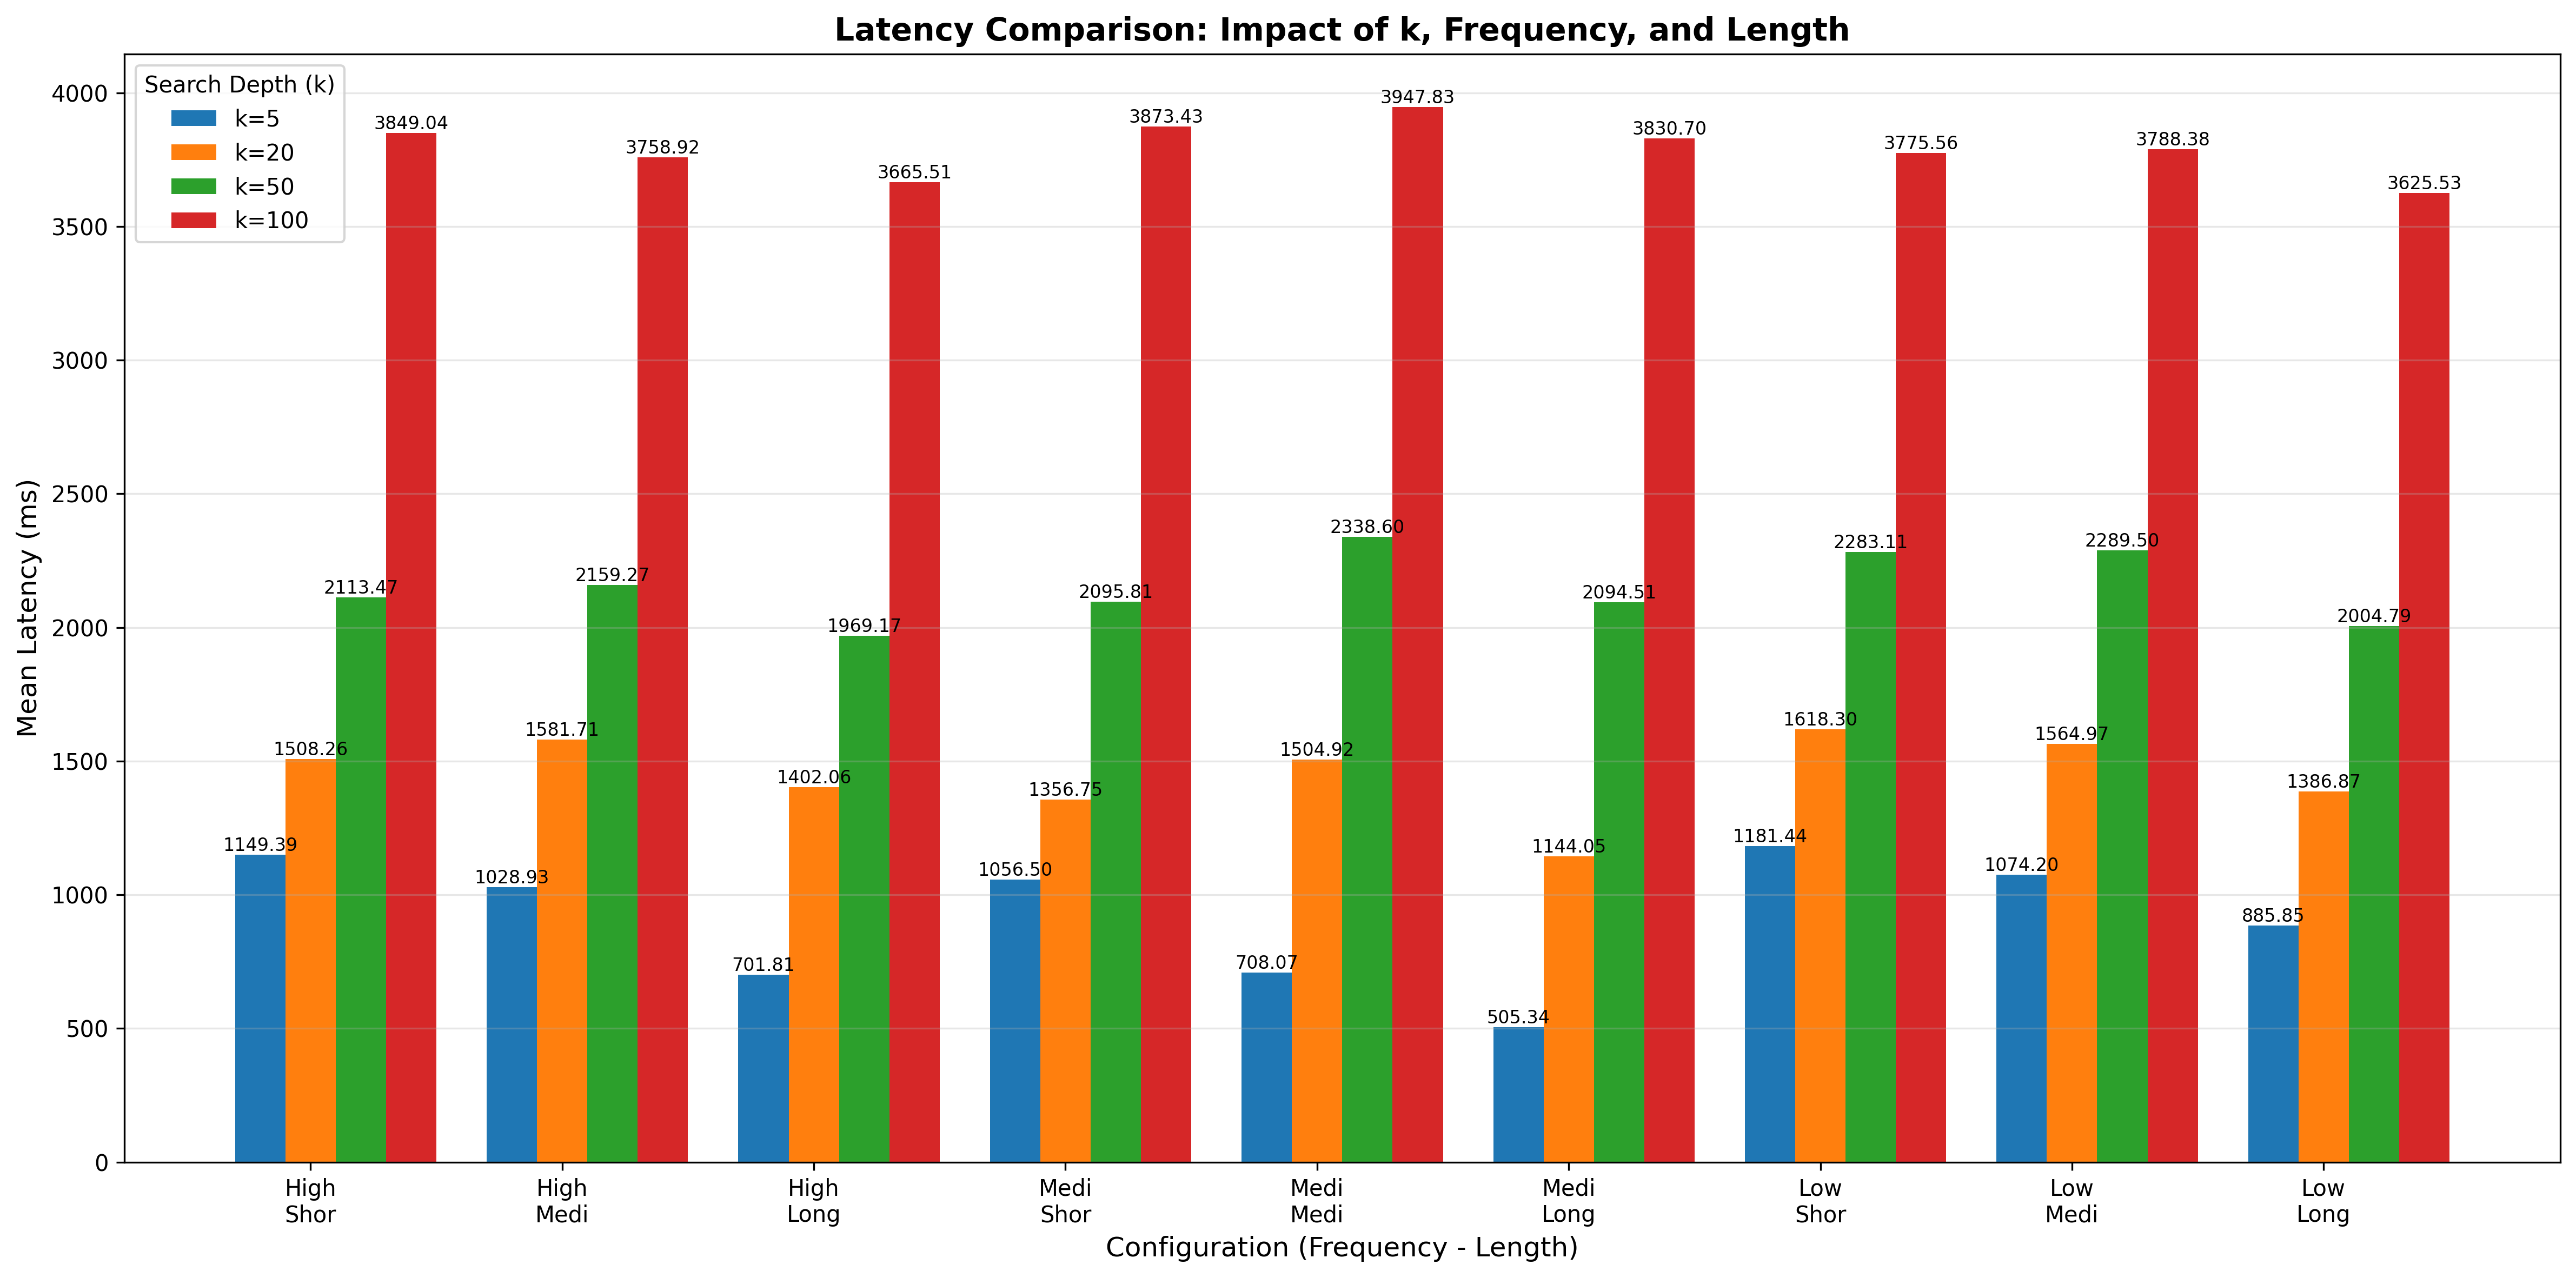 Latency Comparison: Impact of k, Frequency, and Length
Search Depth (k)
k=5
k=20
k=50
k=100
Mean Latency (ms)
4000
3500
3000
2500
2000
1500
1000
500
0
1149.39
1508.26
2113.47
3849.04
1028.93
1581.71
2159.27
3758.92
701.81
1402.06
1969.17
3665.51
1056.50
1356.75
2095.81
3873.43
708.07
1504.92
2338.60
3947.83
505.34
1144.05
2094.51
3830.70
1181.44
1618.30
2283.11
3775.56
1074.20
1564.97
2289.50
3788.38
885.85
1386.87
2004.79
3625.53
High
Shor
High
Medi
High
Long
Medi
Shor
Medi
Medi
Medi
Long
Low
Shor
Low
Medi
Low
Long
Configuration (Frequency - Length)